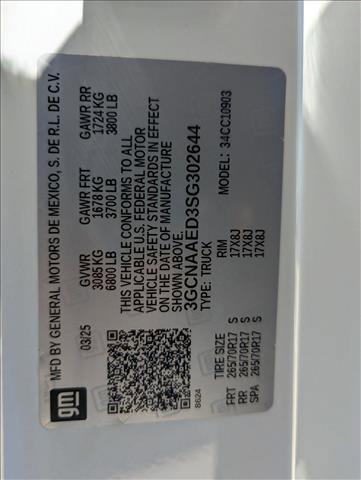 MFD BY GENERAL MOTORS DE MEXICO, S. DE R.L. DE C.V.
03/25
GVWR GAWR FRT GAWR RR
3085KG 1678 KG 1724 KG
6800 LB 3700 LB 3800 LB
THIS VEHICLE CONFORMS TO ALL
APPLICABLE U.S. FEDERAL MOTOR
VEHICLE SAFETY STANDARDS IN EFFECT
ON THE DATE OF MANUFACTURE
SHOWN ABOVE.
3GCNAAED3SG302644
TYPE: TRUCK MODEL: 34CC10903
gm
8624
TIRE SIZE RIM
FRT 265/70R17 S 17X8J
RR 265/70R17 S 17X8J
SPA 265/70R17 S 17X8J